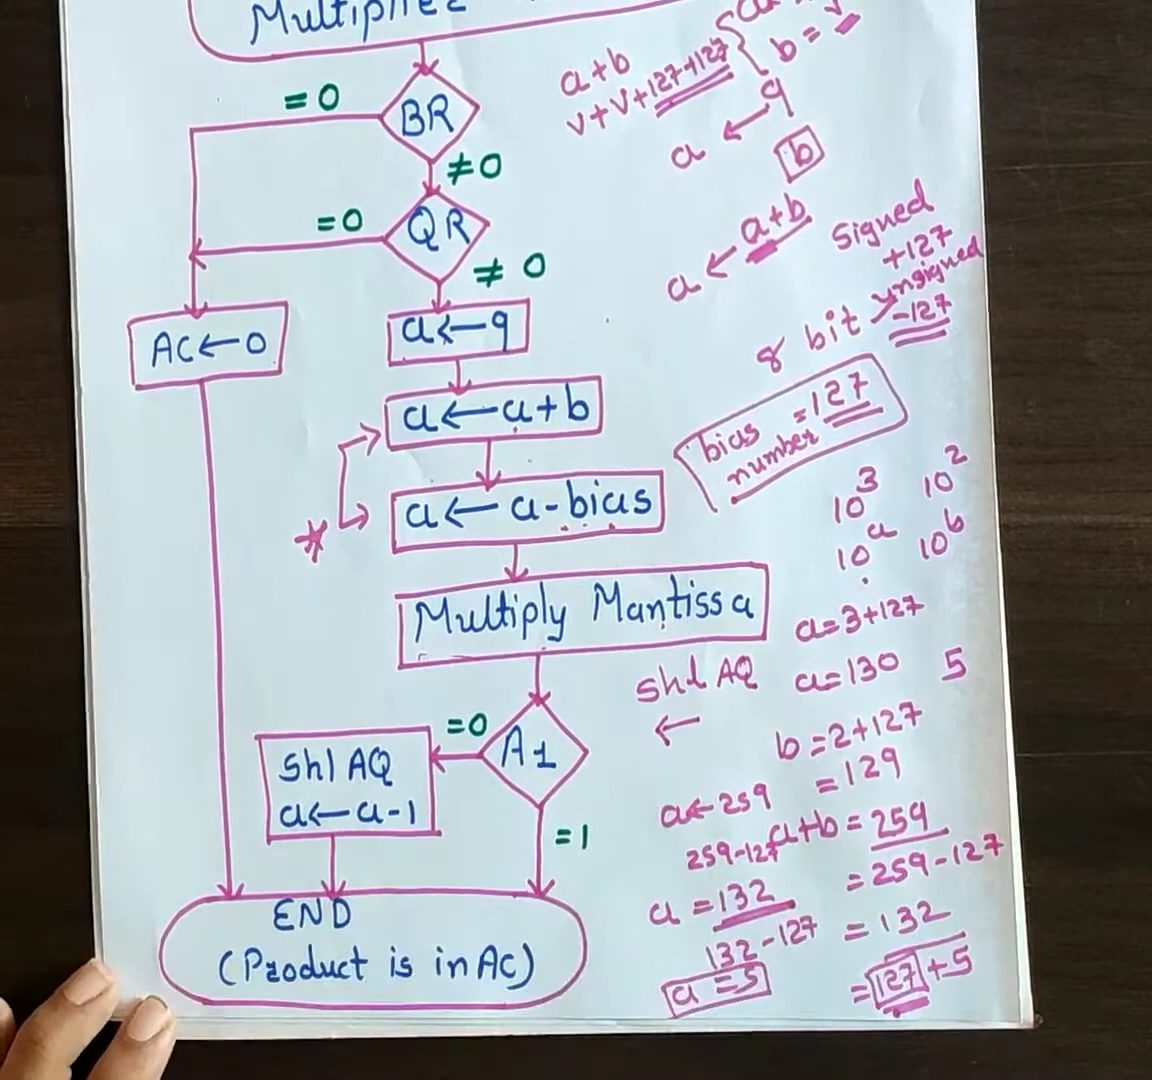 Multiplier
BR
=0
≠0
QR
=0
≠0
AC←0
a←q
a←a+b
a←a-bias
*
Multiply Mantissa
A1
=0
=1
Shl AQ
a←a-1
END
(Product is in AC)
a+b
v+v+127+127
b=
q
a ←
b
a ← a+b
Signed
+127
8 bit
unsigned
-127
bias
number
=127
10³ 10²
10ᵃ 10ᵇ
a=3+127
a=130 5
shl AQ
←
b=2+127
=129
a←259
a+b=259
259-127
=259-127
a=132
=132
132-127
a=5
=127+5